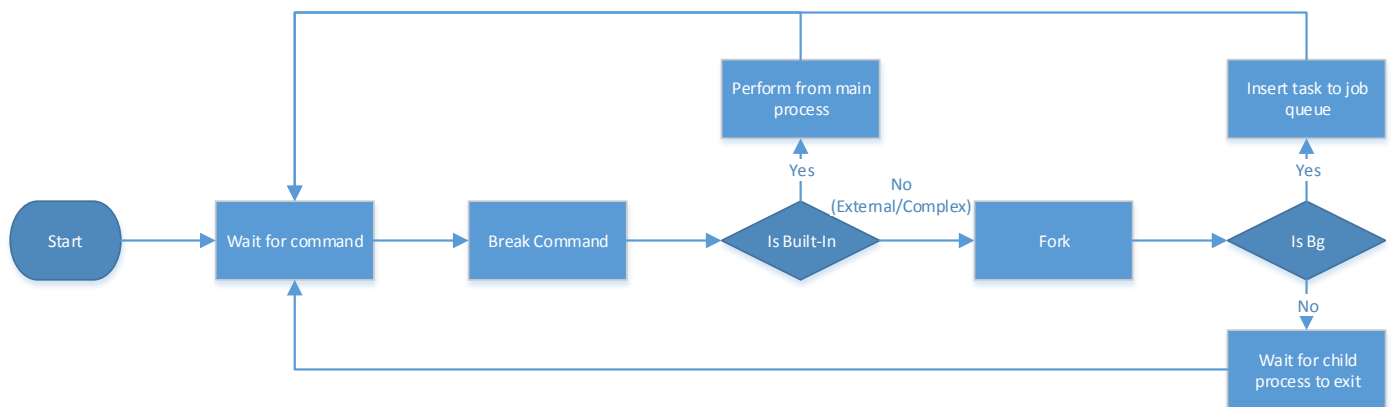 Perform from main
process
Insert task to job
queue
Yes
Yes
No
(External/Complex)
Start
Wait for command
Break Command
Is Built-In
Fork
Is Bg
No
Wait for child
process to exit